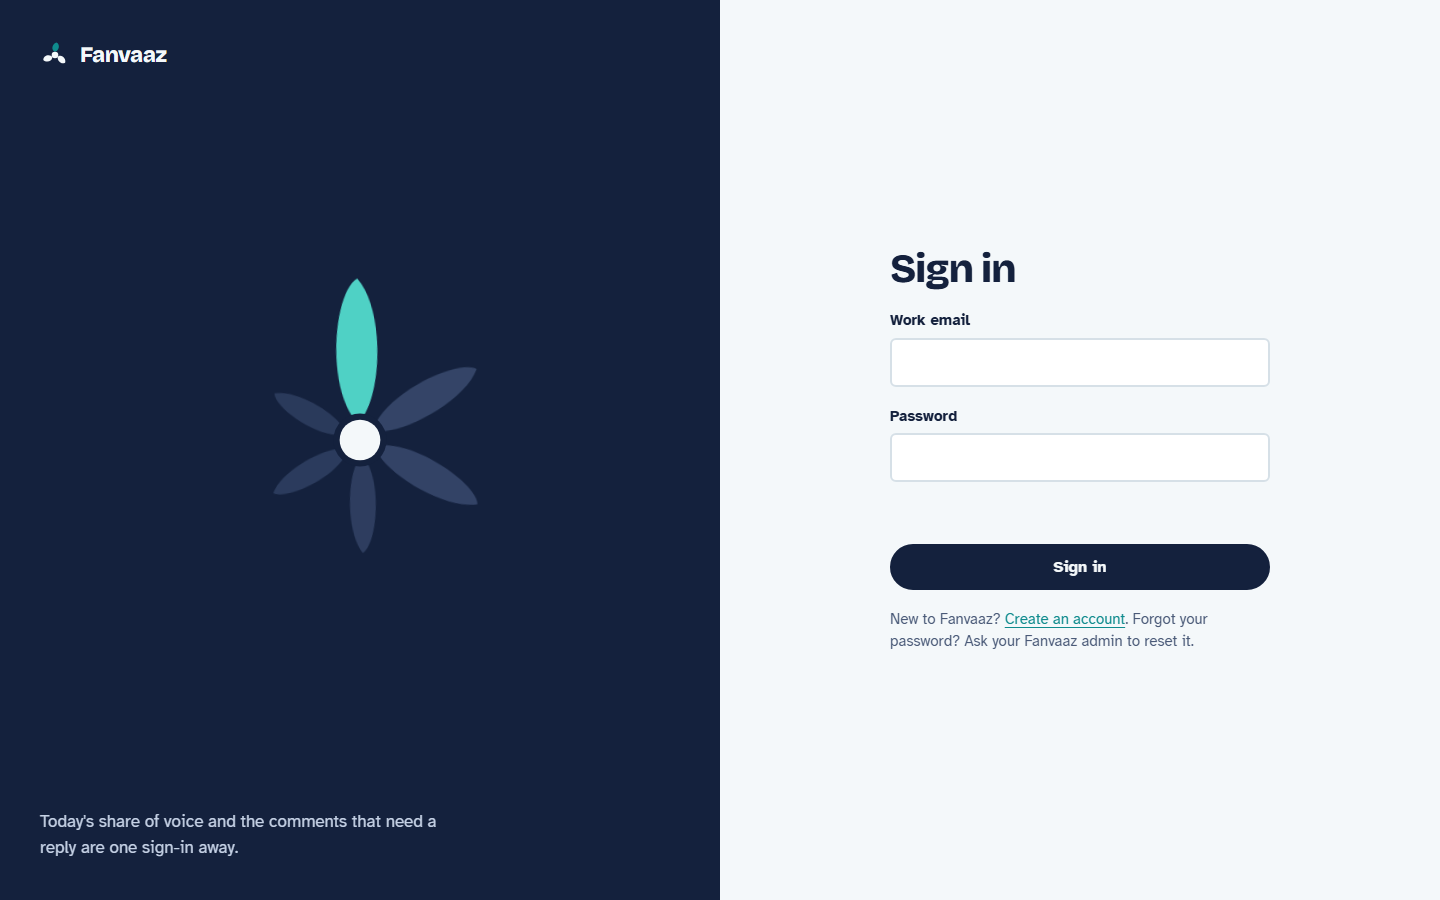 Fanvaaz
Today's share of voice and the comments that need a
reply are one sign-in away.
Sign in
Work email
Password
Sign in
New to Fanvaaz? Create an account. Forgot your
password? Ask your Fanvaaz admin to reset it.